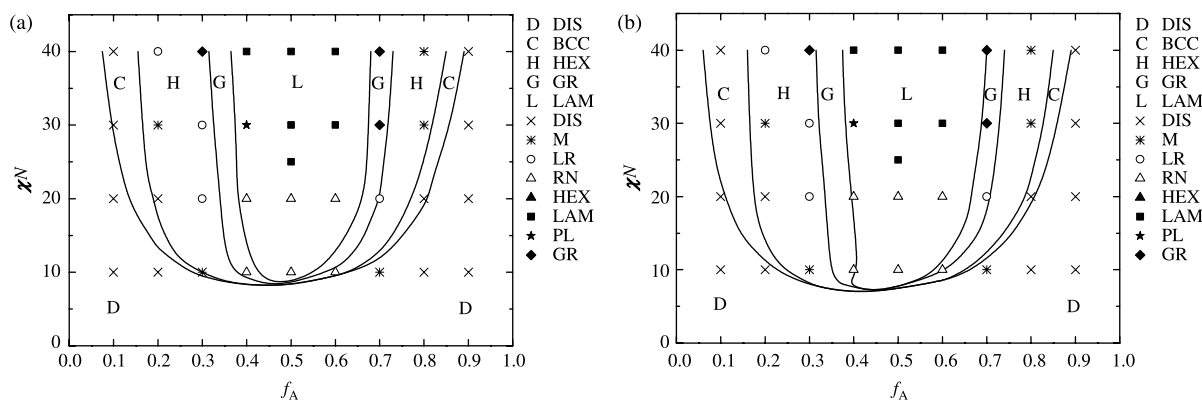 (a)
40
30
20
10
0
χN
0.0 0.1 0.2 0.3 0.4 0.5 0.6 0.7 0.8 0.9 1.0
f_A
C H G L G H C
D D
D DIS
C BCC
H HEX
G GR
L LAM
DIS
M
LR
RN
HEX
LAM
PL
GR
(b)
40
30
20
10
0
χN
0.0 0.1 0.2 0.3 0.4 0.5 0.6 0.7 0.8 0.9 1.0
f_A
C H G L G H C
D D
D DIS
C BCC
H HEX
G GR
L LAM
DIS
M
LR
RN
HEX
LAM
PL
GR